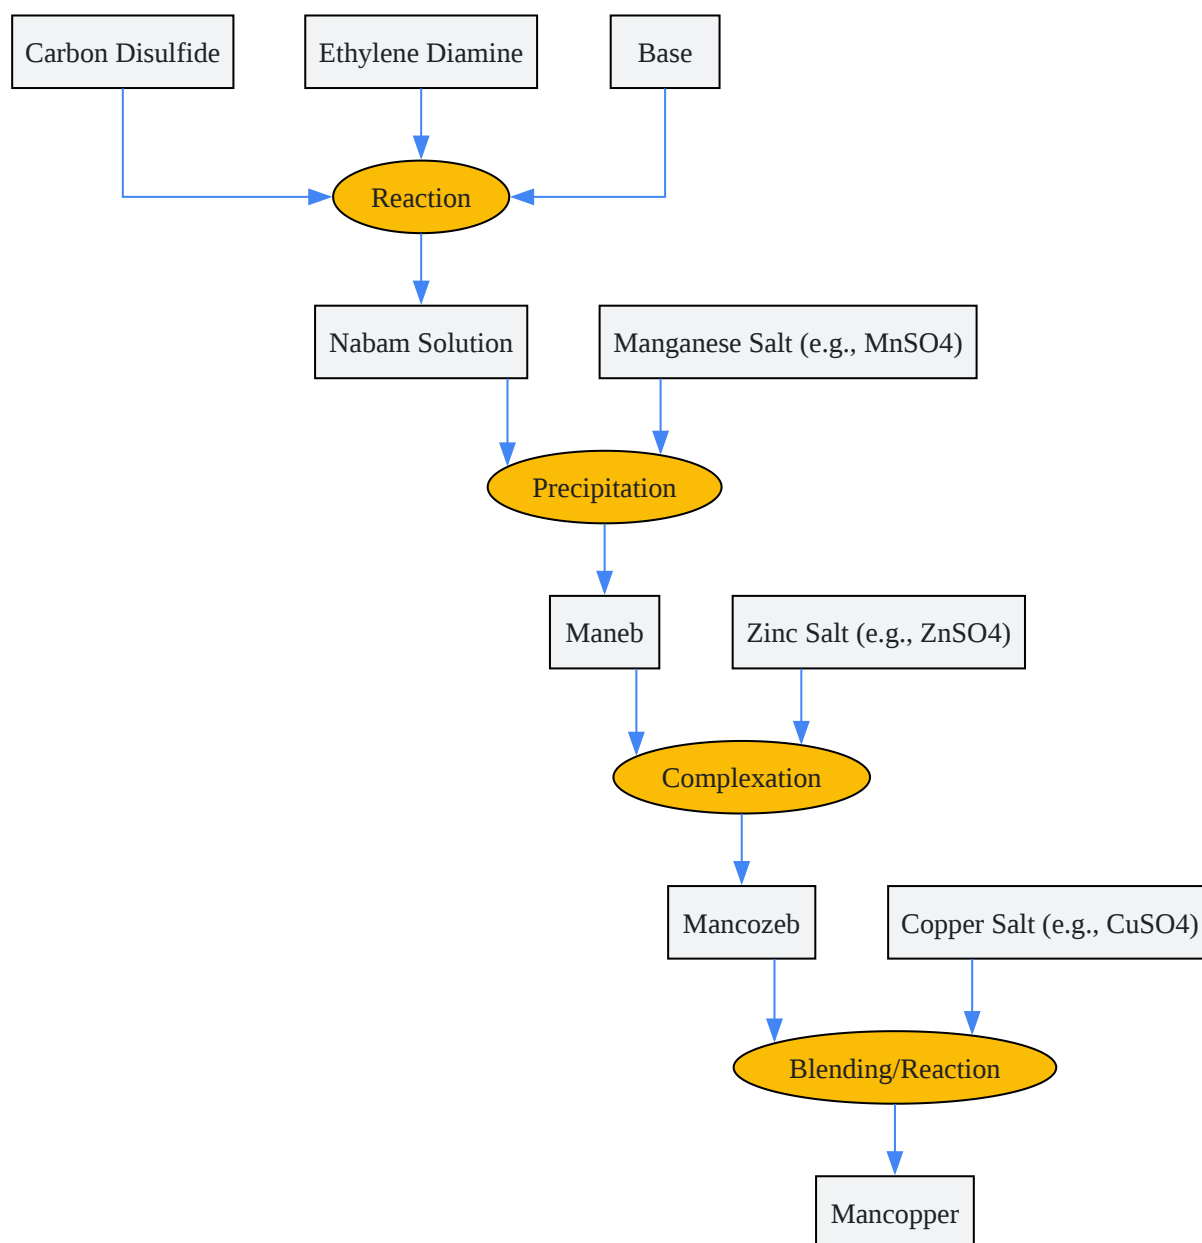 Carbon Disulfide
Ethylene Diamine
Base
Reaction
Nabam Solution
Manganese Salt (e.g., MnSO4)
Precipitation
Maneb
Zinc Salt (e.g., ZnSO4)
Complexation
Mancozeb
Copper Salt (e.g., CuSO4)
Blending/Reaction
Mancopper